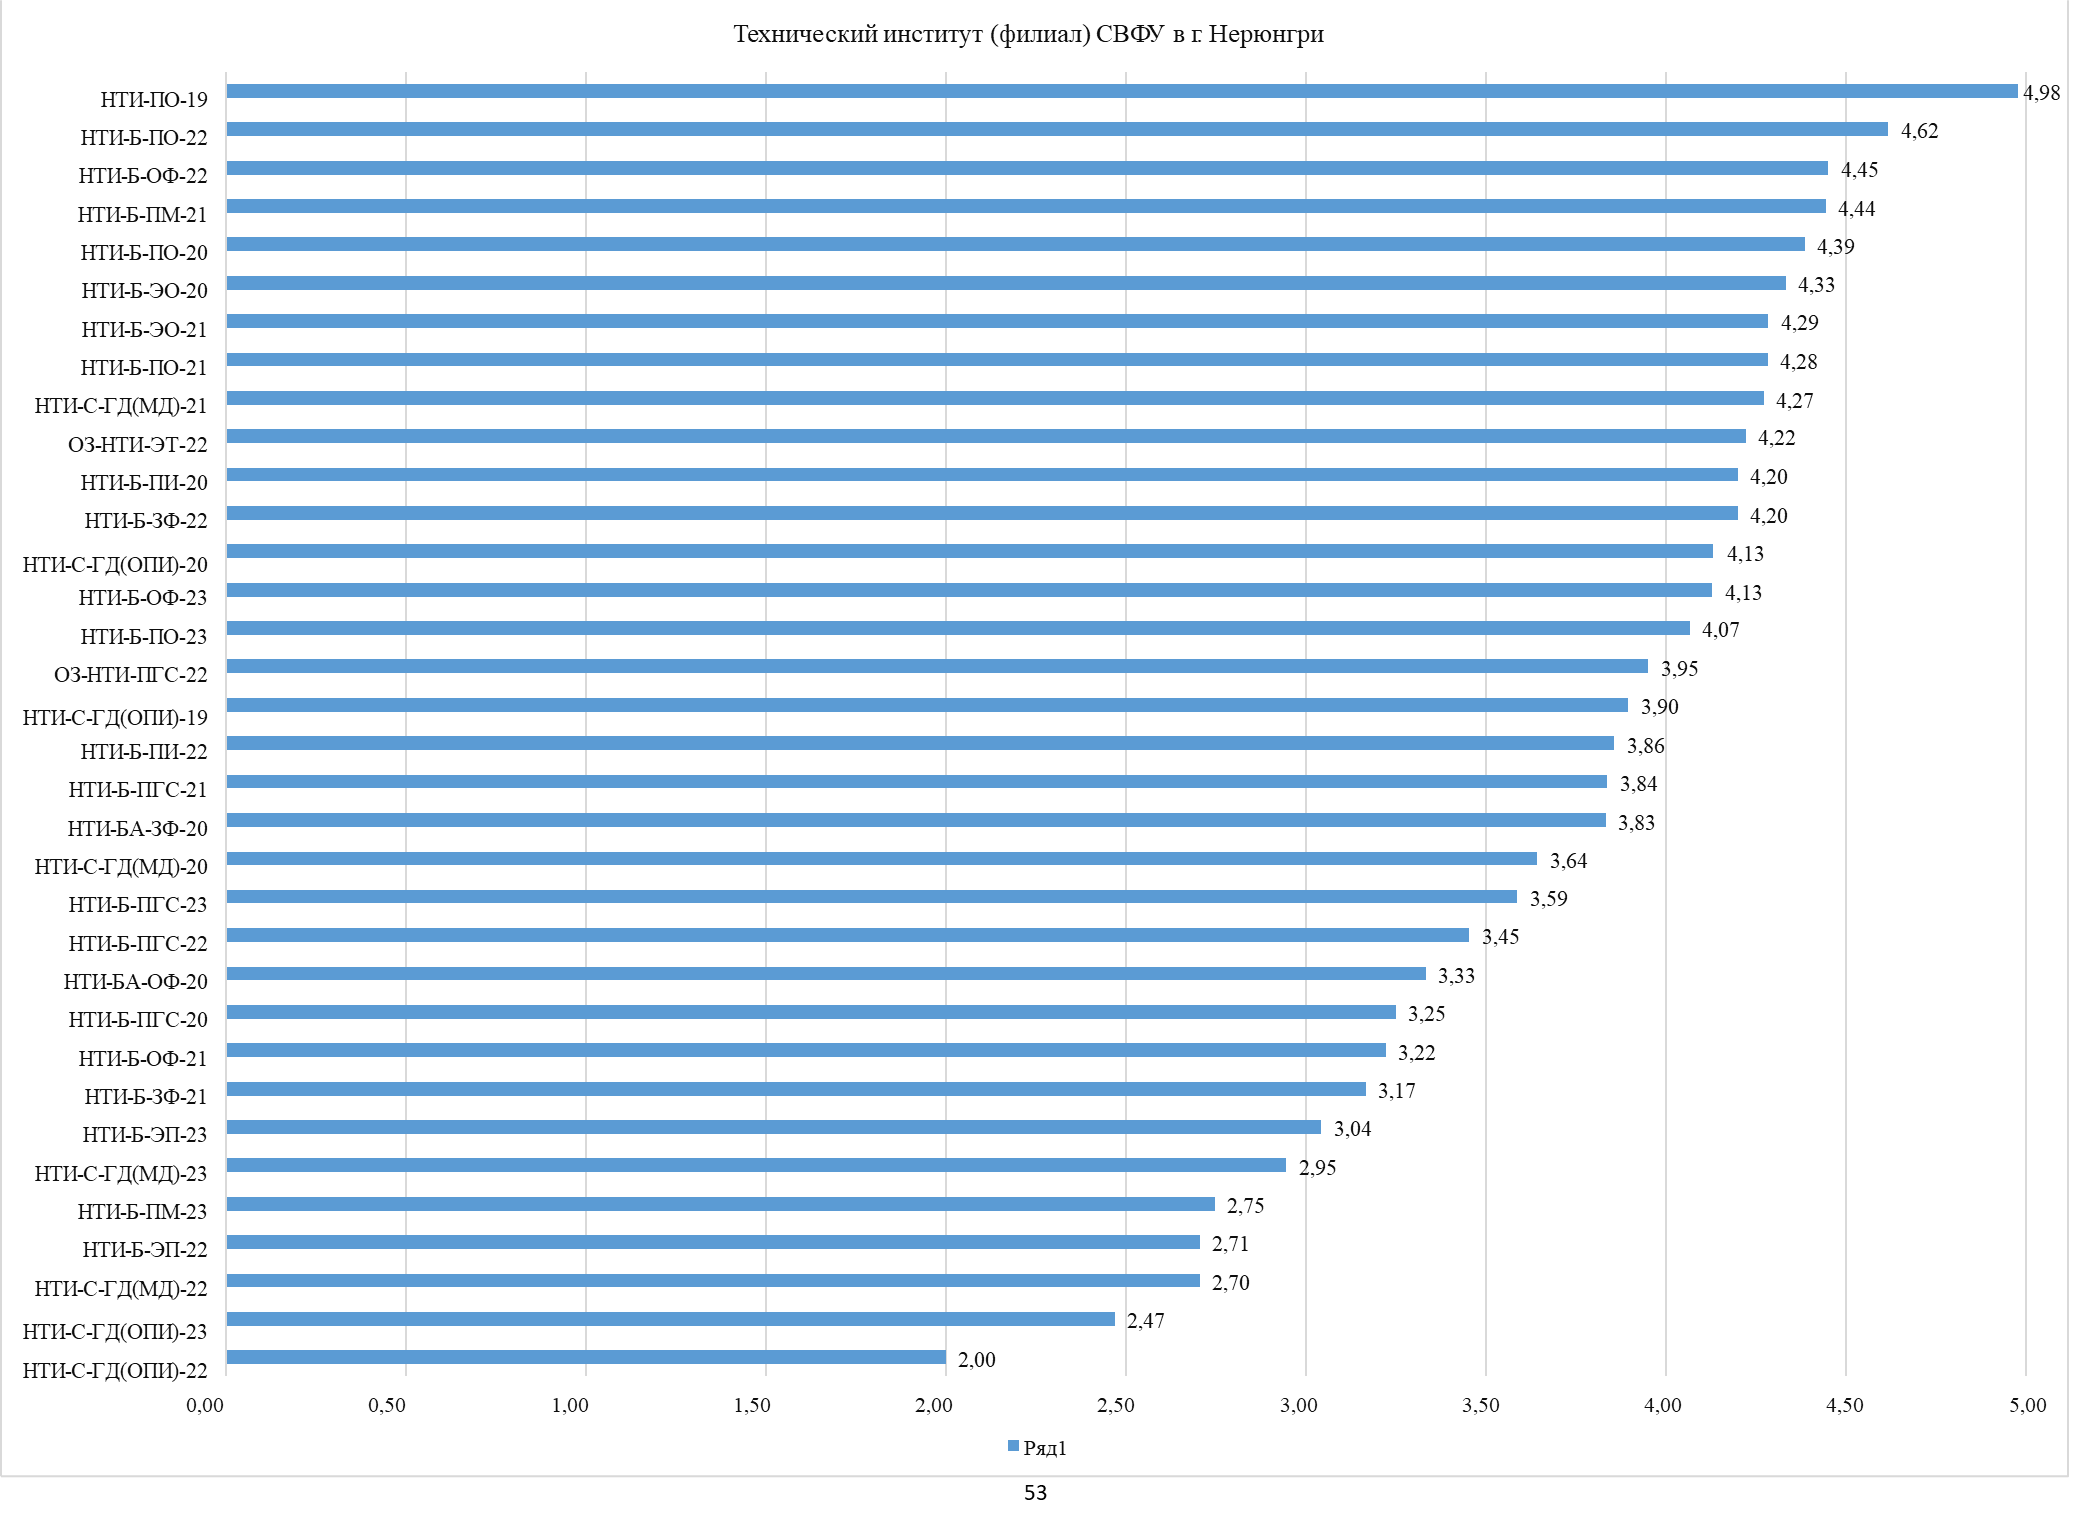 Технический институт (филиал) СВФУ в г. Нерюнгри
НТИ-ПО-19 4,98
НТИ-Б-ПО-22 4,62
НТИ-Б-ОФ-22 4,45
НТИ-Б-ПМ-21 4,44
НТИ-Б-ПО-20 4,39
НТИ-Б-ЭО-20 4,33
НТИ-Б-ЭО-21 4,29
НТИ-Б-ПО-21 4,28
НТИ-С-ГД(МД)-21 4,27
ОЗ-НТИ-ЭТ-22 4,22
НТИ-Б-ПИ-20 4,20
НТИ-Б-ЗФ-22 4,20
НТИ-С-ГД(ОПИ)-20 4,13
НТИ-Б-ОФ-23 4,13
НТИ-Б-ПО-23 4,07
ОЗ-НТИ-ПГС-22 3,95
НТИ-С-ГД(ОПИ)-19 3,90
НТИ-Б-ПИ-22 3,86
НТИ-Б-ПГС-21 3,84
НТИ-БА-ЗФ-20 3,83
НТИ-С-ГД(МД)-20 3,64
НТИ-Б-ПГС-23 3,59
НТИ-Б-ПГС-22 3,45
НТИ-БА-ОФ-20 3,33
НТИ-Б-ПГС-20 3,25
НТИ-Б-ОФ-21 3,22
НТИ-Б-ЗФ-21 3,17
НТИ-Б-ЭП-23 3,04
НТИ-С-ГД(МД)-23 2,95
НТИ-Б-ПМ-23 2,75
НТИ-Б-ЭП-22 2,71
НТИ-С-ГД(МД)-22 2,70
НТИ-С-ГД(ОПИ)-23 2,47
НТИ-С-ГД(ОПИ)-22 2,00
0,00 0,50 1,00 1,50 2,00 2,50 3,00 3,50 4,00 4,50 5,00
Ряд1
53